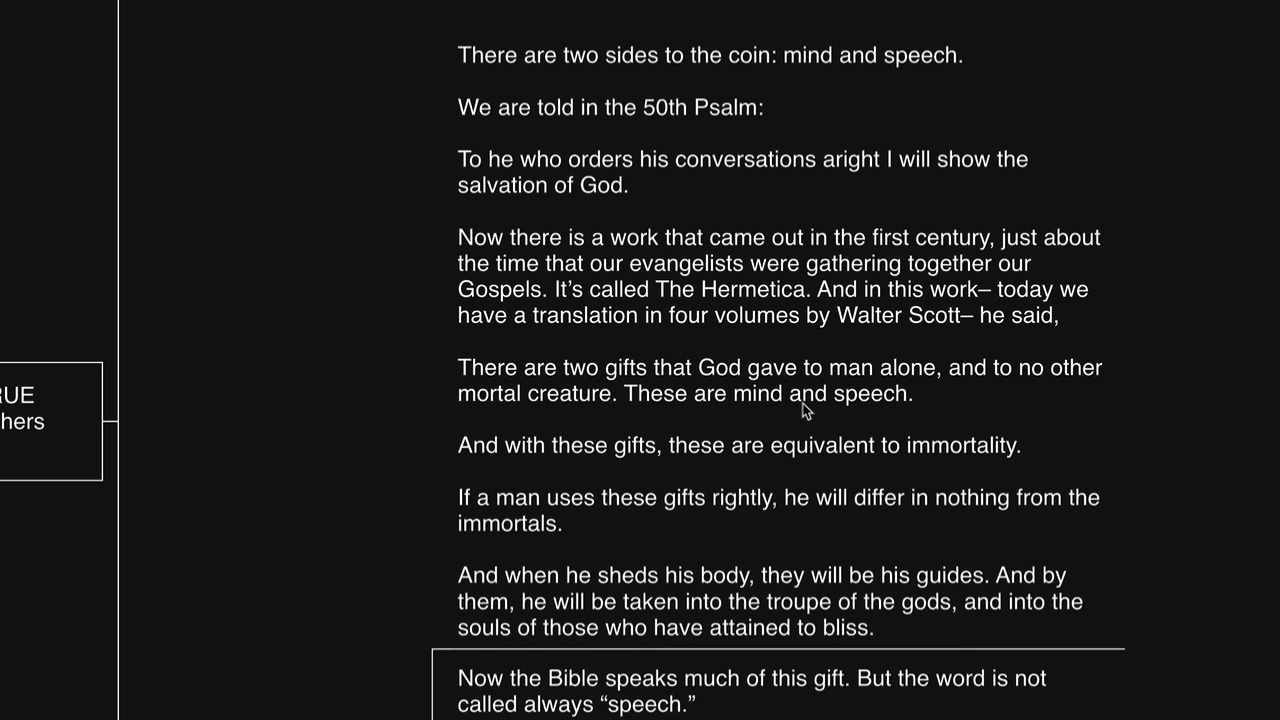 There are two sides to the coin: mind and speech.
We are told in the 50th Psalm:
To he who orders his conversations aright I will show the
salvation of God.
Now there is a work that came out in the first century, just about
the time that our evangelists were gathering together our
Gospels. It’s called The Hermetica. And in this work– today we
have a translation in four volumes by Walter Scott– he said,
There are two gifts that God gave to man alone, and to no other
mortal creature. These are mind and speech.
And with these gifts, these are equivalent to immortality.
If a man uses these gifts rightly, he will differ in nothing from the
immortals.
And when he sheds his body, they will be his guides. And by
them, he will be taken into the troupe of the gods, and into the
souls of those who have attained to bliss.
Now the Bible speaks much of this gift. But the word is not
called always “speech.”
RUE
hers